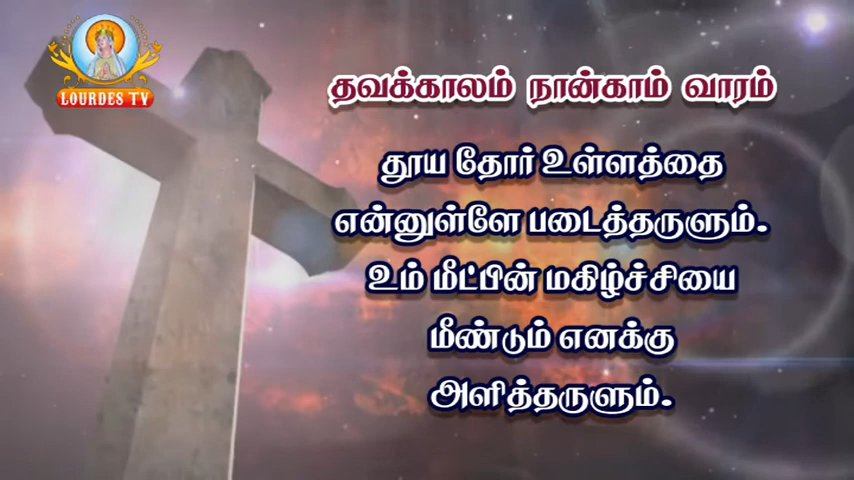 LOURDES TV
தவக்காலம் நான்காம் வாரம்
தூய தோர் உள்ளத்தை
என்னுள்ளே படைத்தருளும்.
உம் மீட்பின் மகிழ்ச்சியை
மீண்டும் எனக்கு
அளித்தருளும்.